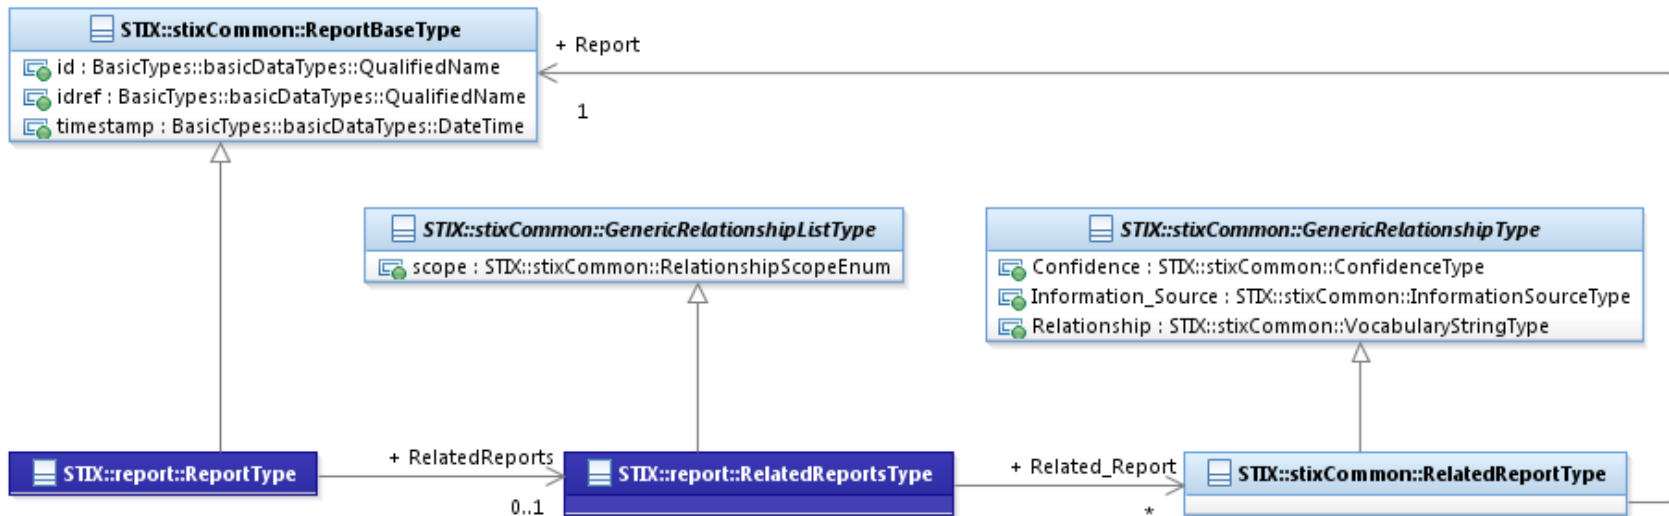 STIX::stixCommon::ReportBaseType
id : BasicTypes::basicDataTypes::QualifiedName
idref : BasicTypes::basicDataTypes::QualifiedName
timestamp : BasicTypes::basicDataTypes::DateTime
+ Report
1
STIX::stixCommon::GenericRelationshipListType
scope : STIX::stixCommon::RelationshipScopeEnum
STIX::stixCommon::GenericRelationshipType
Confidence : STIX::stixCommon::ConfidenceType
Information_Source : STIX::stixCommon::InformationSourceType
Relationship : STIX::stixCommon::VocabularyStringType
STIX::report::ReportType
+ RelatedReports
0..1
STIX::report::RelatedReportsType
+ Related_Report
*
STIX::stixCommon::RelatedReportType